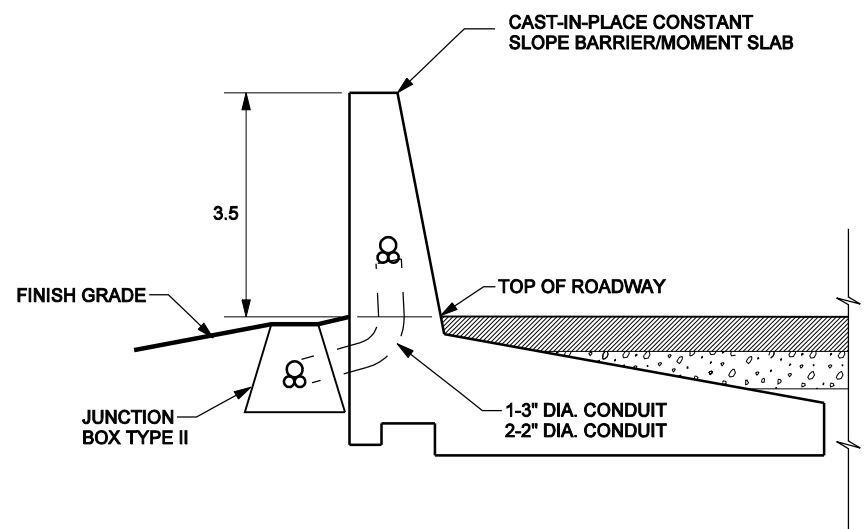 CAST-IN-PLACE CONSTANT
SLOPE BARRIER/MOMENT SLAB
3.5
TOP OF ROADWAY
FINISH GRADE
JUNCTION
BOX TYPE II
1-3" DIA. CONDUIT
2-2" DIA. CONDUIT